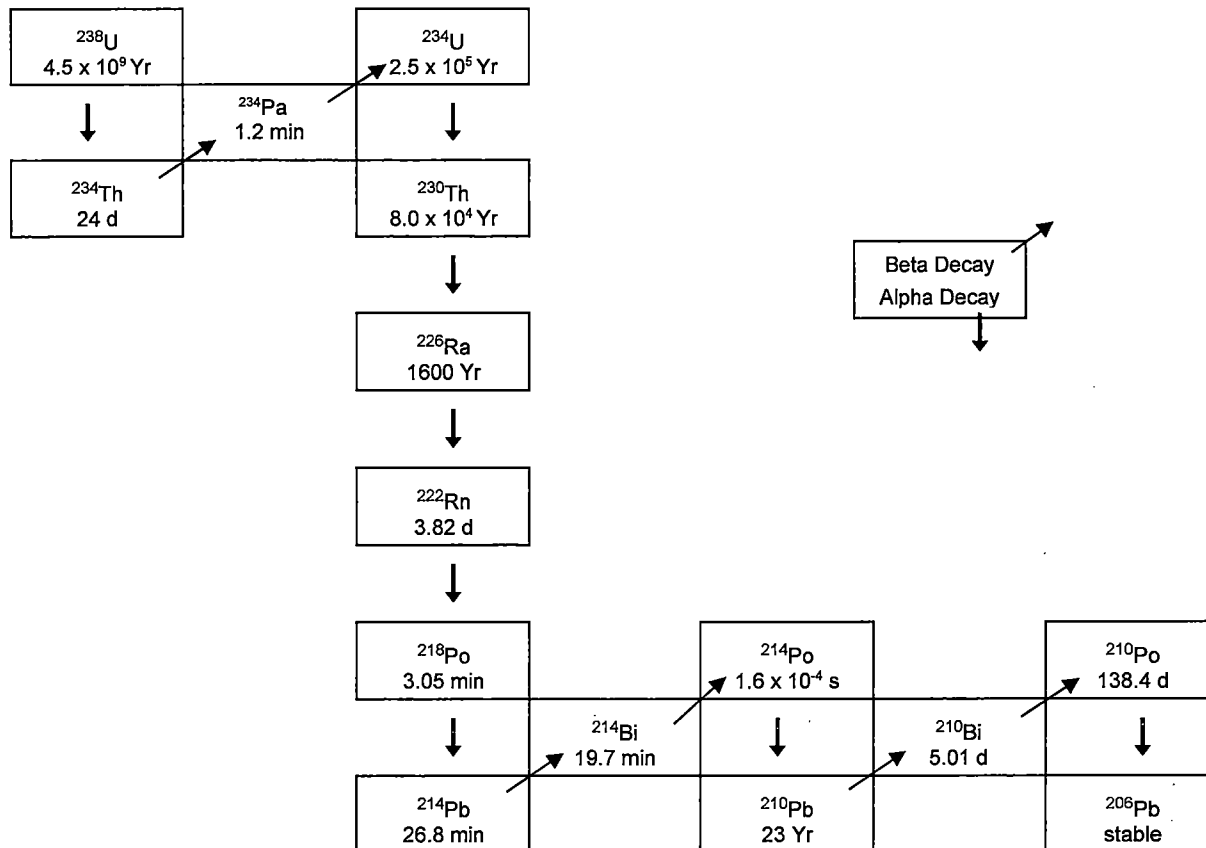 ²³⁸U
4.5 x 10⁹ Yr
²³⁴U
2.5 x 10⁵ Yr
²³⁴Pa
1.2 min
²³⁴Th
24 d
²³⁰Th
8.0 x 10⁴ Yr
Beta Decay
Alpha Decay
²²⁶Ra
1600 Yr
²²²Rn
3.82 d
²¹⁸Po
3.05 min
²¹⁴Po
1.6 x 10⁻⁴ s
²¹⁰Po
138.4 d
²¹⁴Bi
19.7 min
²¹⁰Bi
5.01 d
²¹⁴Pb
26.8 min
²¹⁰Pb
23 Yr
²⁰⁶Pb
stable